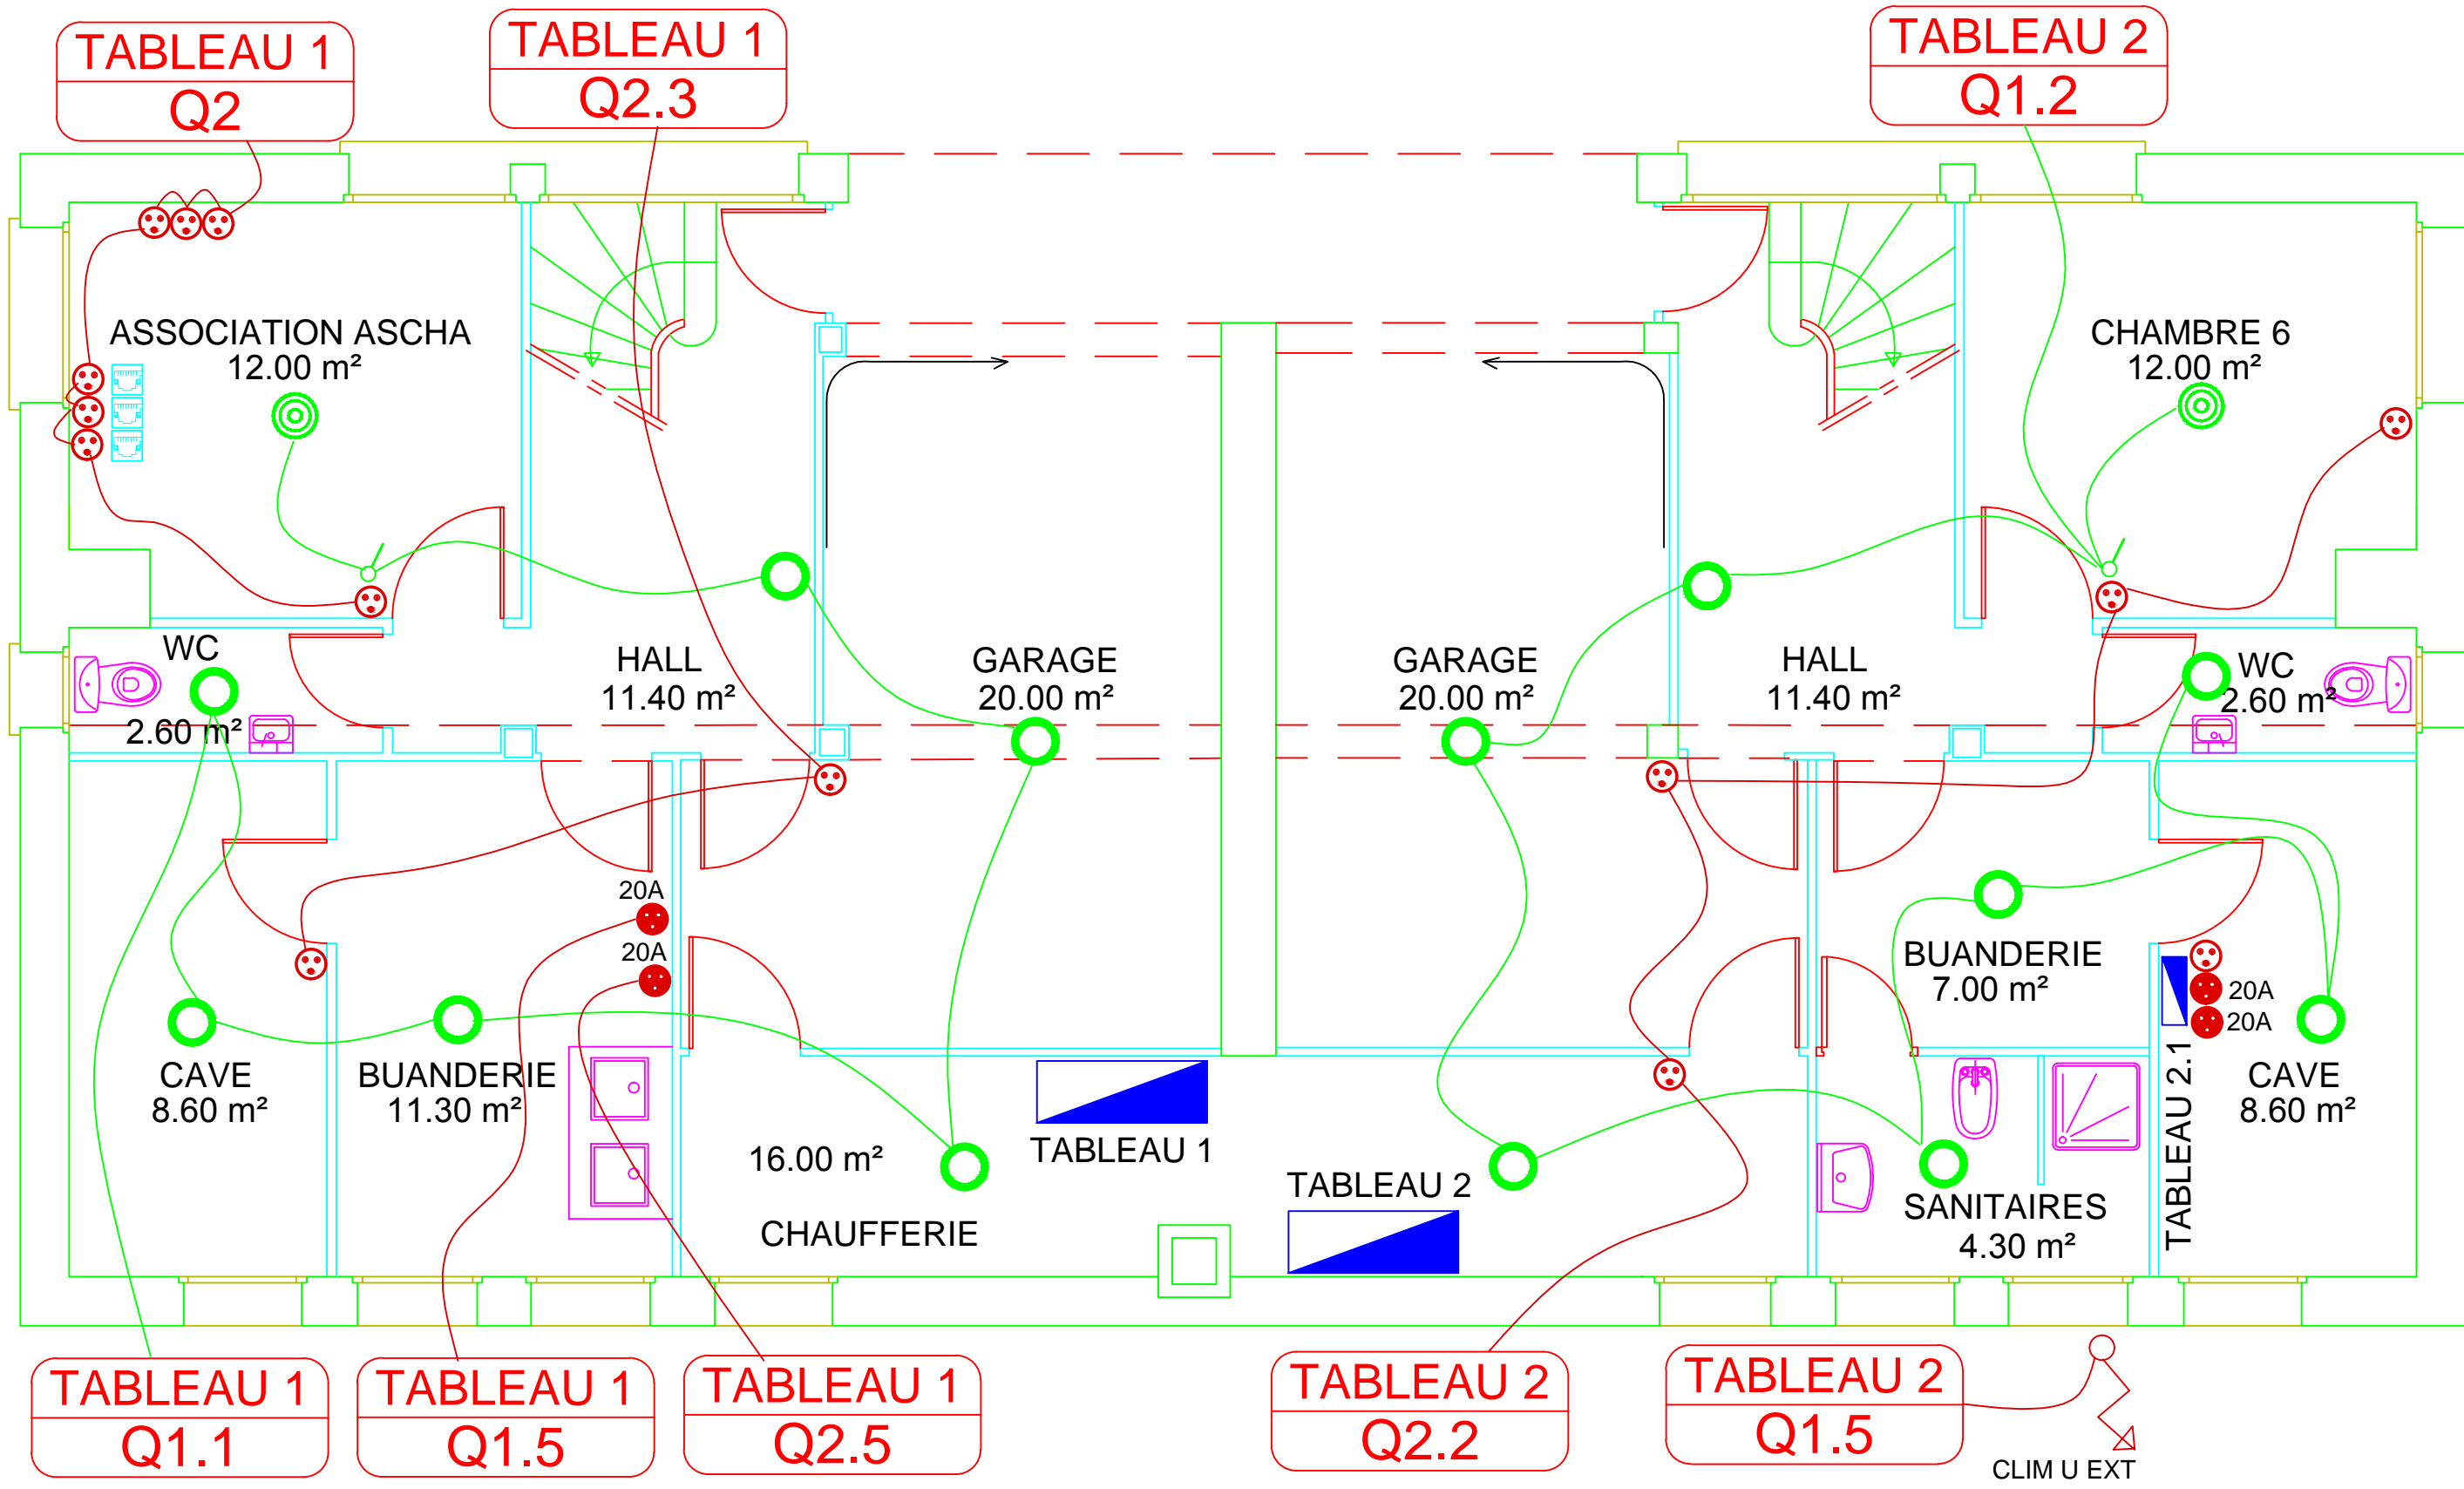 TABLEAU 1
Q2
TABLEAU 1
Q2.3
TABLEAU 2
Q1.2
ASSOCIATION ASCHA
12.00 m²
CHAMBRE 6
12.00 m²
WC
2.60 m²
HALL
11.40 m²
GARAGE
20.00 m²
GARAGE
20.00 m²
HALL
11.40 m²
WC
2.60 m²
20A
20A
BUANDERIE
7.00 m²
20A
20A
CAVE
8.60 m²
BUANDERIE
11.30 m²
TABLEAU 1
16.00 m²
CHAUFFERIE
TABLEAU 2
SANITAIRES
4.30 m²
TABLEAU 2.1
CAVE
8.60 m²
TABLEAU 1
Q1.1
TABLEAU 1
Q1.5
TABLEAU 1
Q2.5
TABLEAU 2
Q2.2
TABLEAU 2
Q1.5
CLIM U EXT